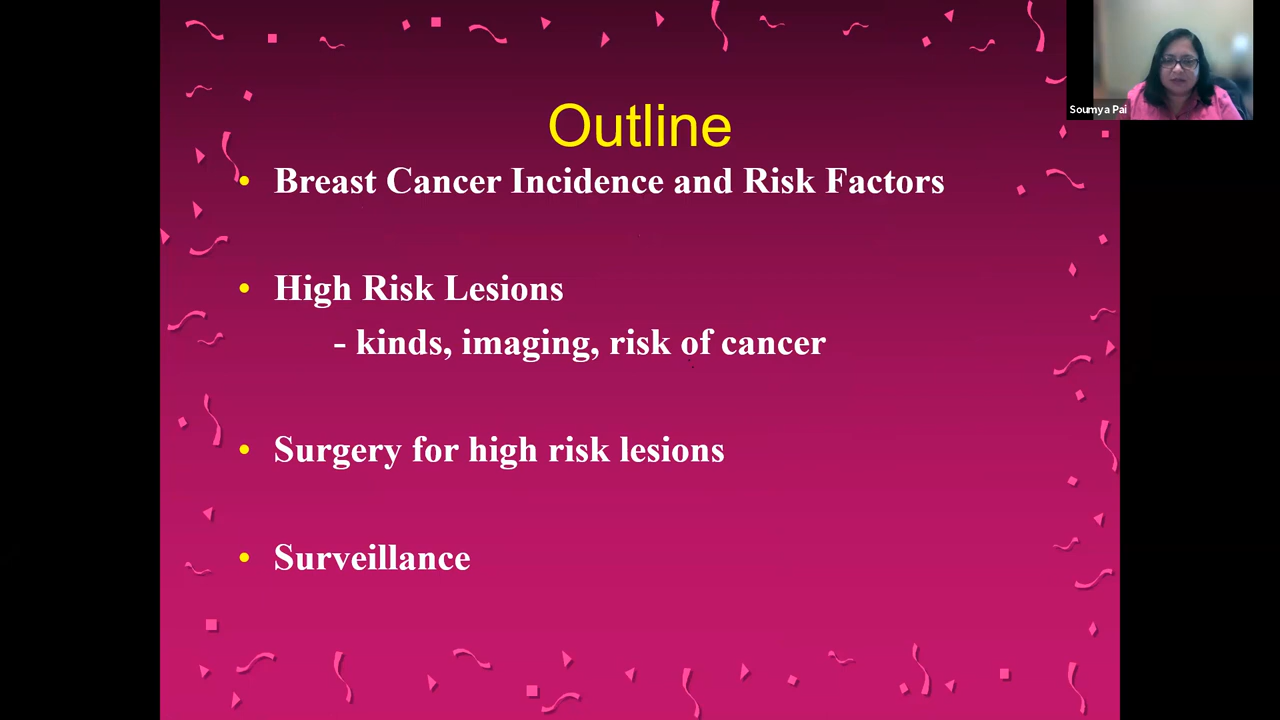 Outline
• Breast Cancer Incidence and Risk Factors
• High Risk Lesions
- kinds, imaging, risk of cancer
• Surgery for high risk lesions
• Surveillance
Soumya Pai